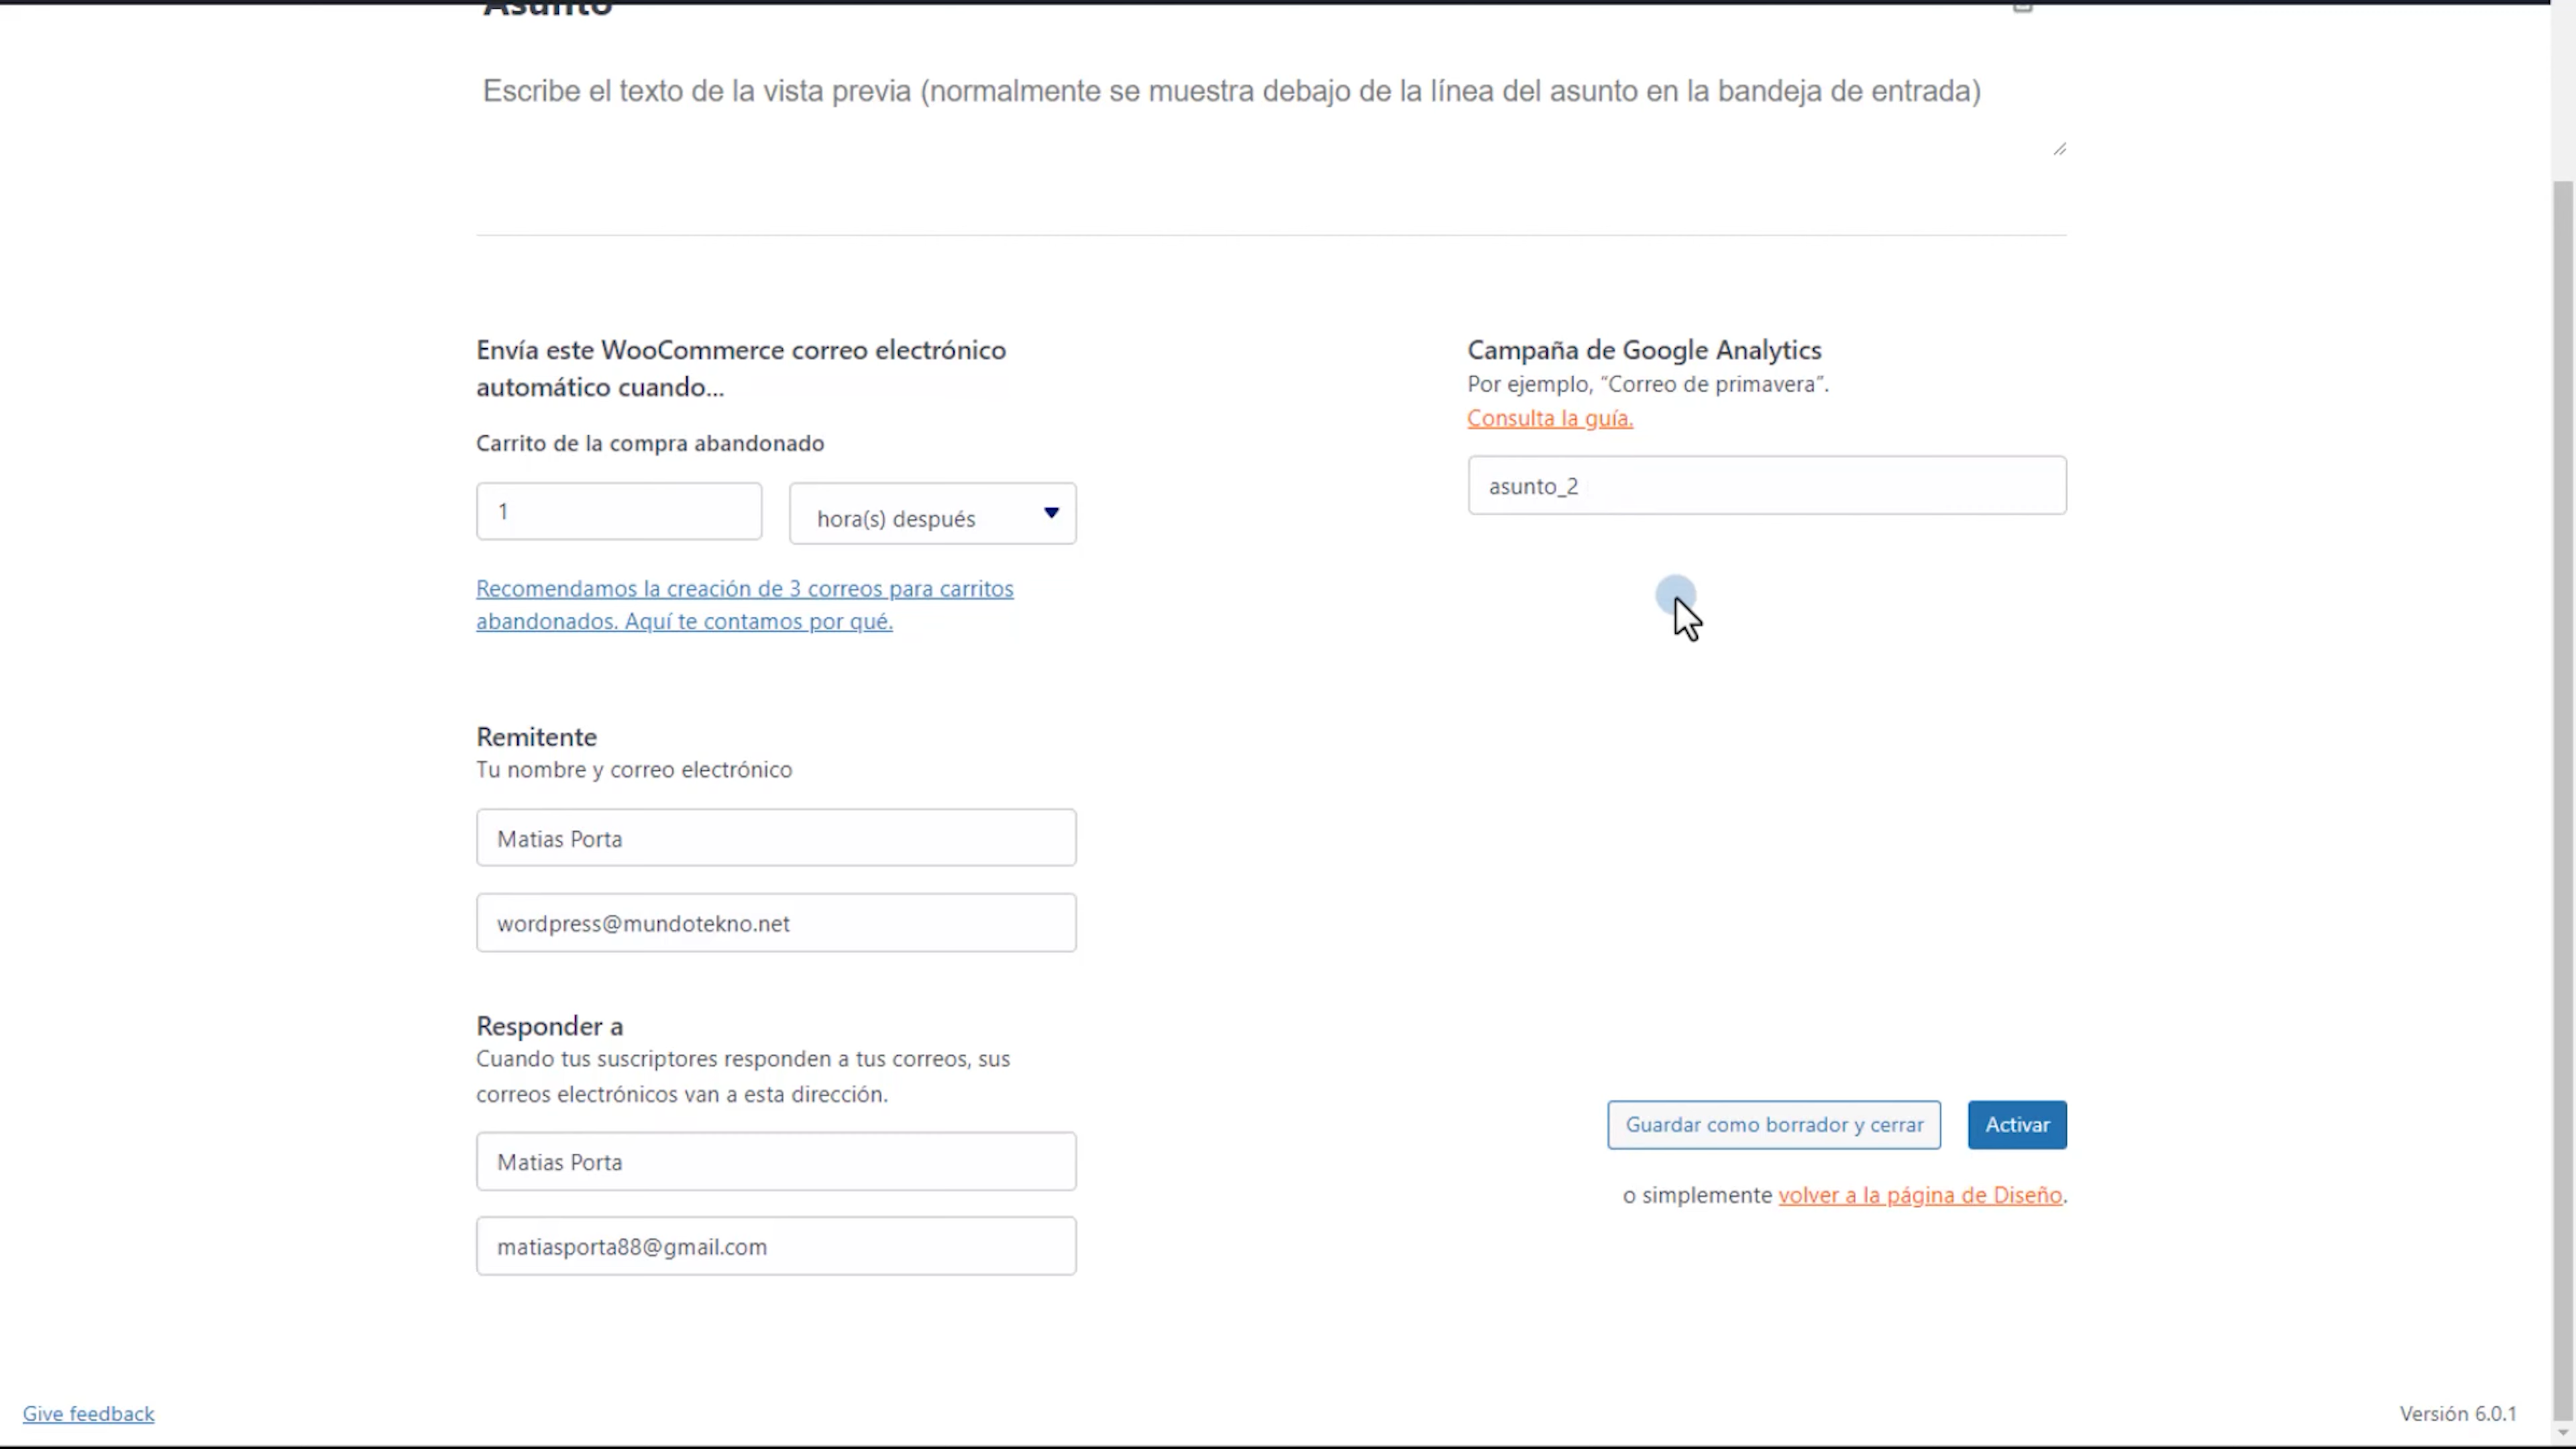 Asunto
Escribe el texto de la vista previa (normalmente se muestra debajo de la línea del asunto en la bandeja de entrada)
Envía este WooCommerce correo electrónico
automático cuando...
Carrito de la compra abandonado
1
hora(s) después
Recomendamos la creación de 3 correos para carritos
abandonados. Aquí te contamos por qué.
Campaña de Google Analytics
Por ejemplo, “Correo de primavera”.
Consulta la guía.
asunto_2
Remitente
Tu nombre y correo electrónico
Matias Porta
wordpress@mundotekno.net
Responder a
Cuando tus suscriptores responden a tus correos, sus
correos electrónicos van a esta dirección.
Matias Porta
matiasporta88@gmail.com
Guardar como borrador y cerrar
Activar
o simplemente volver a la página de Diseño.
Give feedback
Versión 6.0.1